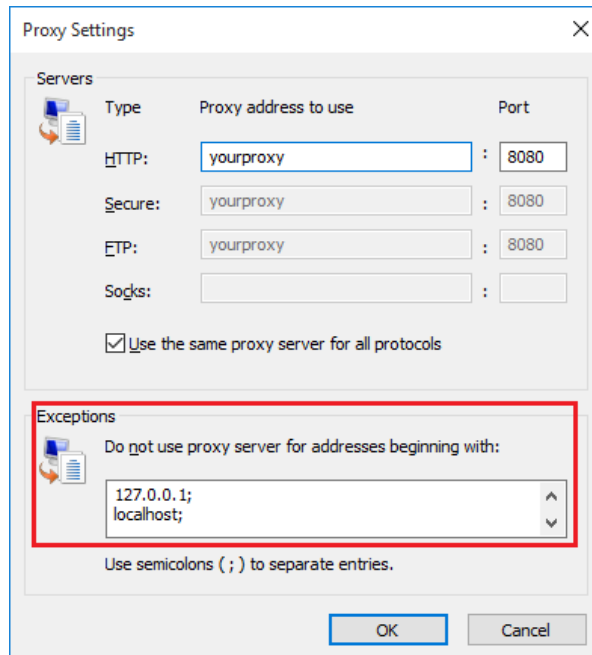 Proxy Settings
Servers
Type Proxy address to use Port
HTTP: yourproxy : 8080
Secure: yourproxy : 8080
FTP: yourproxy : 8080
Socks: :
Use the same proxy server for all protocols
Exceptions
Do not use proxy server for addresses beginning with:
127.0.0.1;
localhost;
Use semicolons ( ; ) to separate entries.
OK Cancel